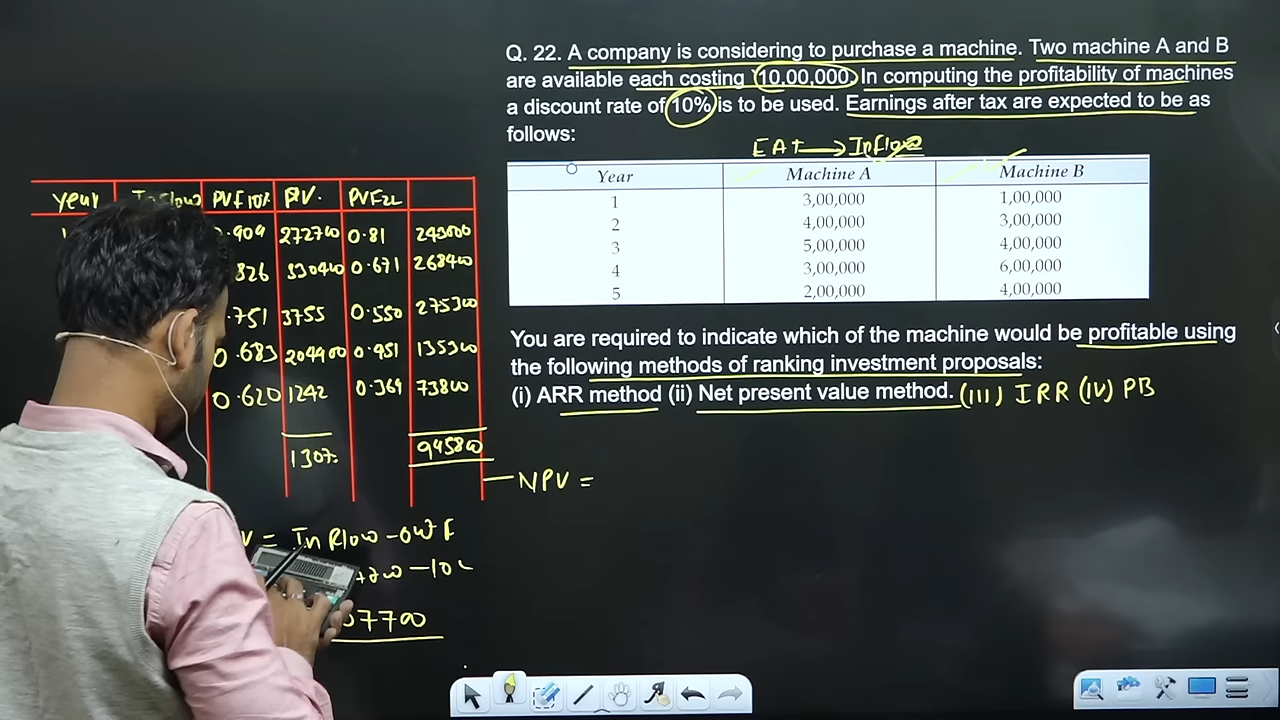 Q. 22. A company is considering to purchase a machine. Two machine A and B
are available each costing `10,00,000. In computing the profitability of machines
a discount rate of 10% is to be used. Earnings after tax are expected to be as
follows:
EAT → Inflow
Year Machine A Machine B
1 3,00,000 1,00,000
2 4,00,000 3,00,000
3 5,00,000 4,00,000
4 3,00,000 6,00,000
5 2,00,000 4,00,000
You are required to indicate which of the machine would be profitable using
the following methods of ranking investment proposals:
(i) ARR method (ii) Net present value method. (iii) IRR (iv) PB
Year Inflow PVF10% PV. PVF22
.909 272700 0.81 243000
826 330400 0.671 268400
.751 3755 0.550 275300
0.683 204900 0.451 135300
0.620 1242 0.369 73800
1307 945800
NPV =
V = Inflow - outf
7700